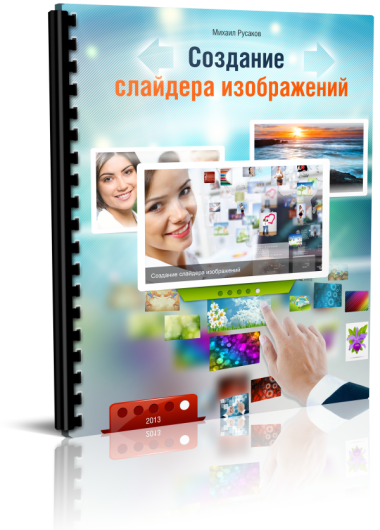 Михаил Русаков
Создание
слайдера изображений
Создание слайдера изображений
2013